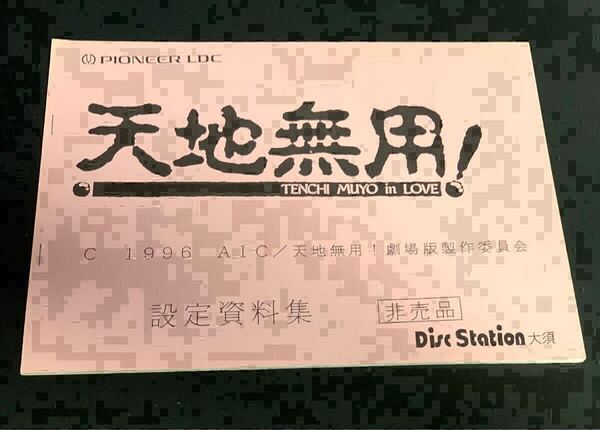 PIONEER LDC
天地無用!
TENCHI MUYO in LOVE
C 1996 AIC/天地無用!劇場版製作委員会
設定資料集 非売品
Disc Station 大須